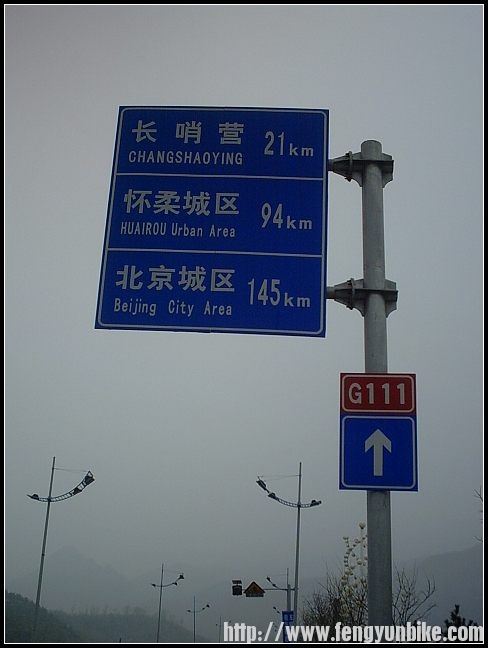 长哨营 21km
CHANGSHAOYING
怀柔城区 94km
HUAIROU Urban Area
北京城区 145km
Beijing City Area
G111
http://www.fengyunbike.com/